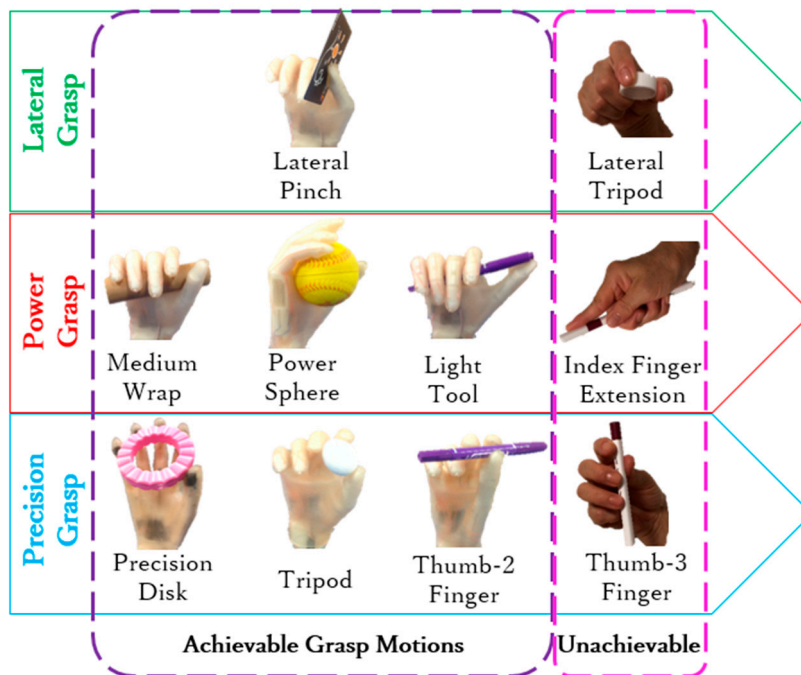 Lateral
Grasp
Lateral
Pinch
Lateral
Tripod
Power
Grasp
Medium
Wrap
Power
Sphere
Light
Tool
Index Finger
Extension
Precision
Grasp
Precision
Disk
Tripod
Thumb-2
Finger
Thumb-3
Finger
Achievable Grasp Motions
Unachievable